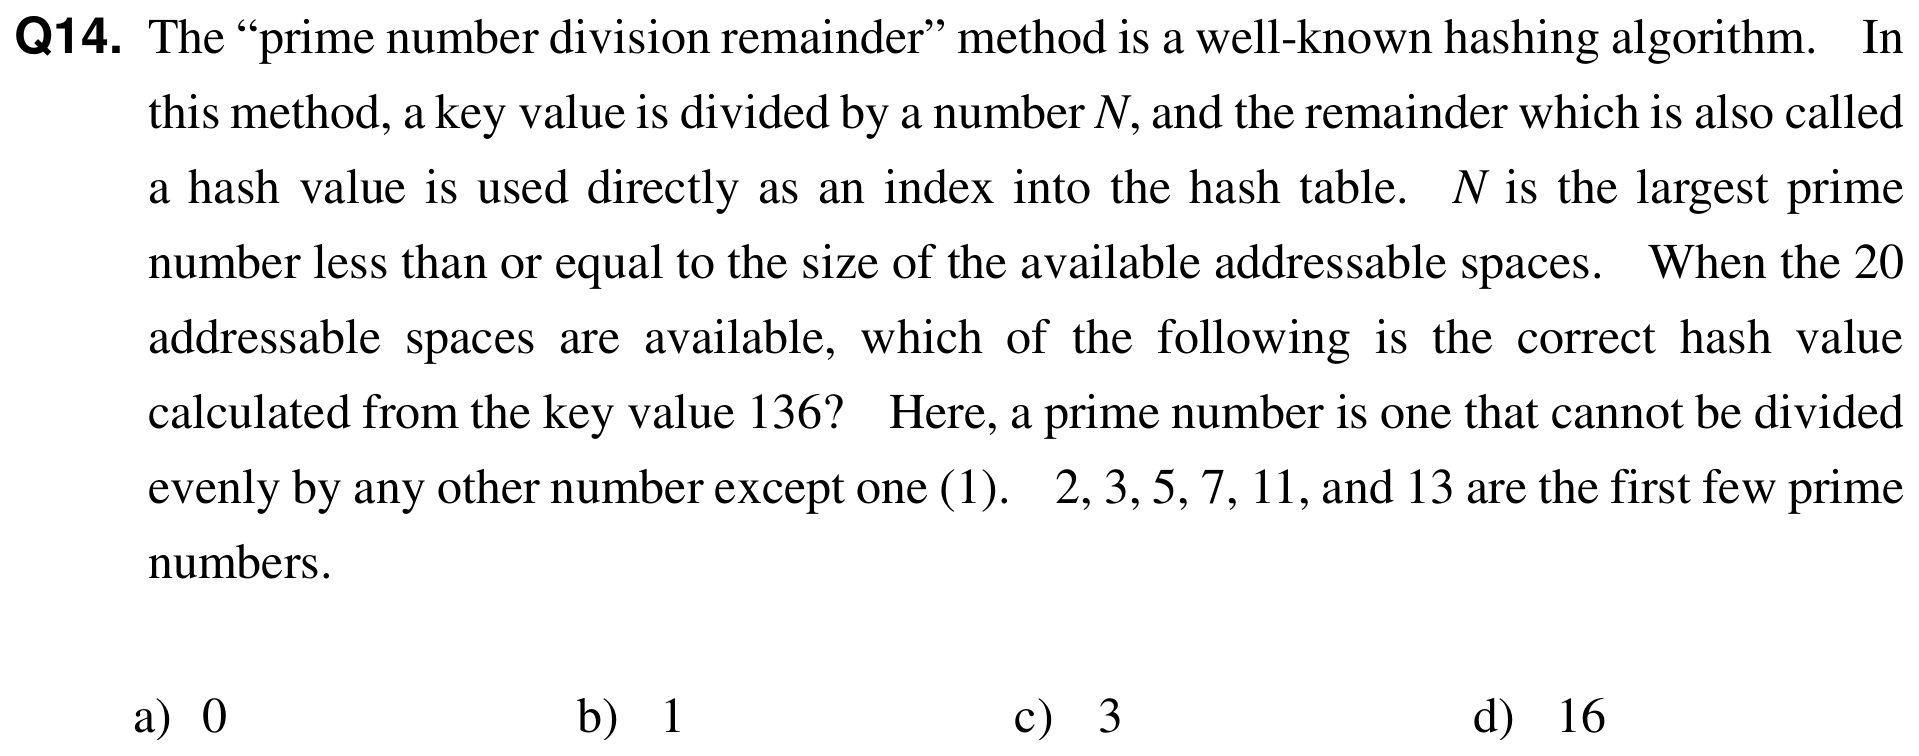 Q14. The “prime number division remainder” method is a well-known hashing algorithm. In
this method, a key value is divided by a number N, and the remainder which is also called
a hash value is used directly as an index into the hash table. N is the largest prime
number less than or equal to the size of the available addressable spaces. When the 20
addressable spaces are available, which of the following is the correct hash value
calculated from the key value 136? Here, a prime number is one that cannot be divided
evenly by any other number except one (1). 2, 3, 5, 7, 11, and 13 are the first few prime
numbers.
a) 0 b) 1 c) 3 d) 16